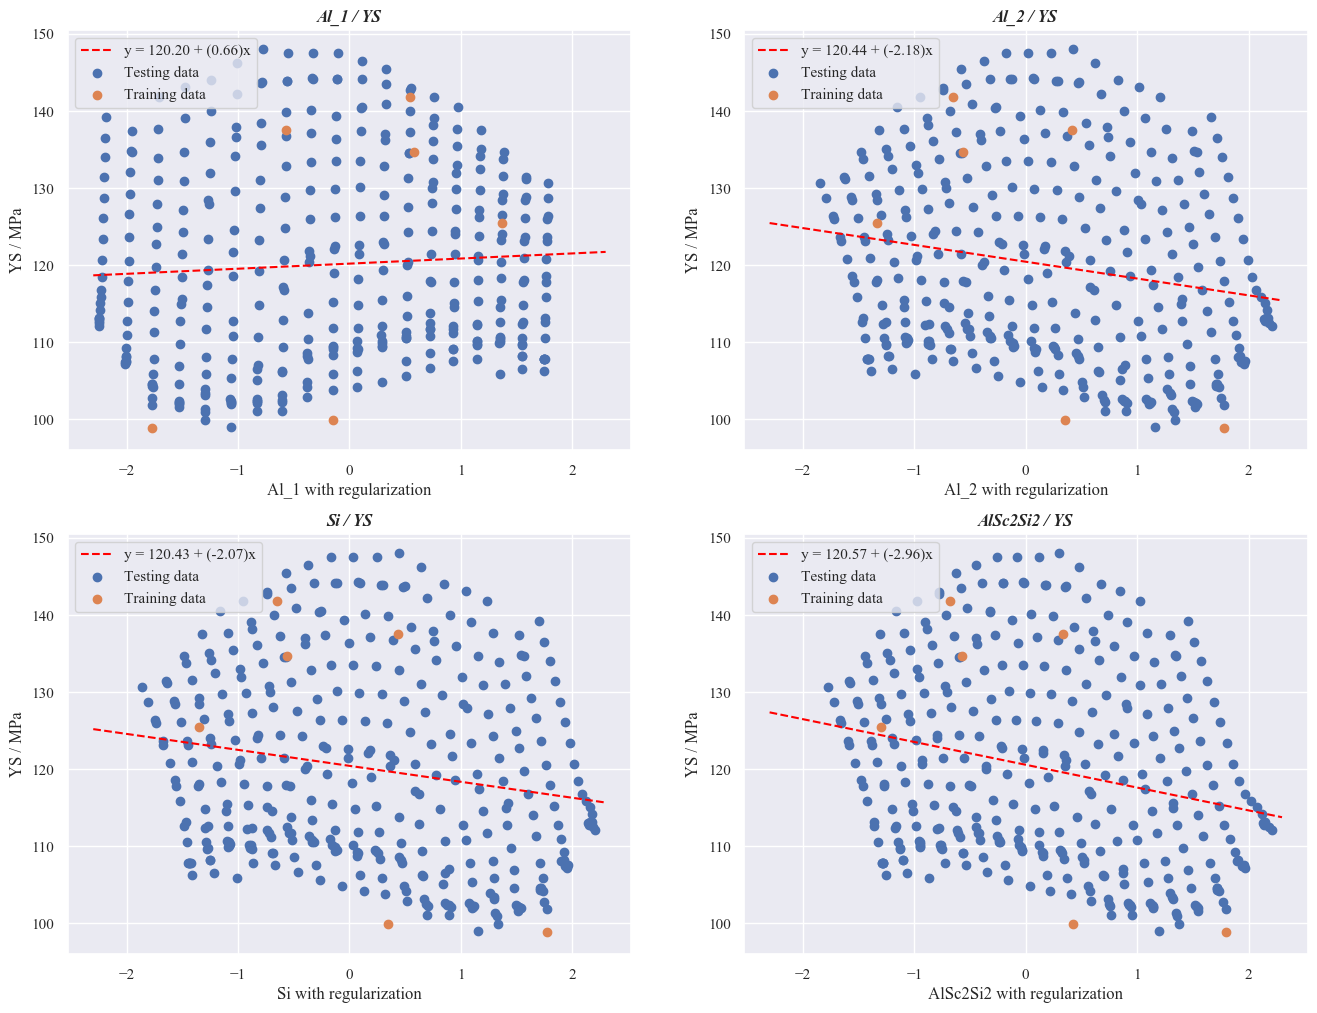 Al_1 / YS
y = 120.20 + (0.66)x
Testing data
Training data
150
140
130
120
110
100
YS / MPa
−2
−1
0
1
2
Al_1 with regularization
Al_2 / YS
y = 120.44 + (-2.18)x
Testing data
Training data
150
140
130
120
110
100
YS / MPa
−2
−1
0
1
2
Al_2 with regularization
Si / YS
y = 120.43 + (-2.07)x
Testing data
Training data
150
140
130
120
110
100
YS / MPa
−2
−1
0
1
2
Si with regularization
AlSc2Si2 / YS
y = 120.57 + (-2.96)x
Testing data
Training data
150
140
130
120
110
100
YS / MPa
−2
−1
0
1
2
AlSc2Si2 with regularization